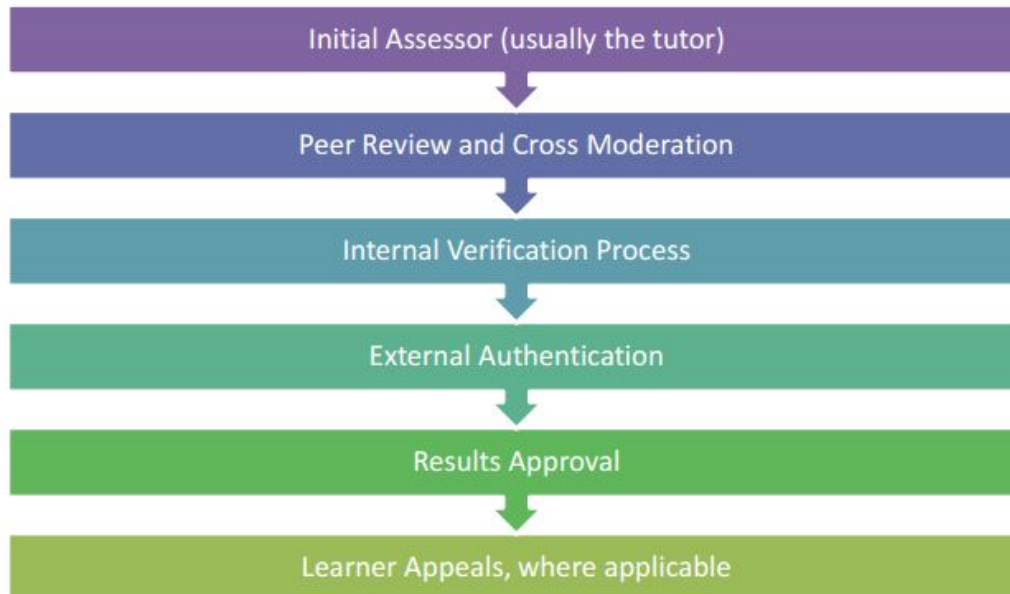 Initial Assessor (usually the tutor)
Peer Review and Cross Moderation
Internal Verification Process
External Authentication
Results Approval
Learner Appeals, where applicable